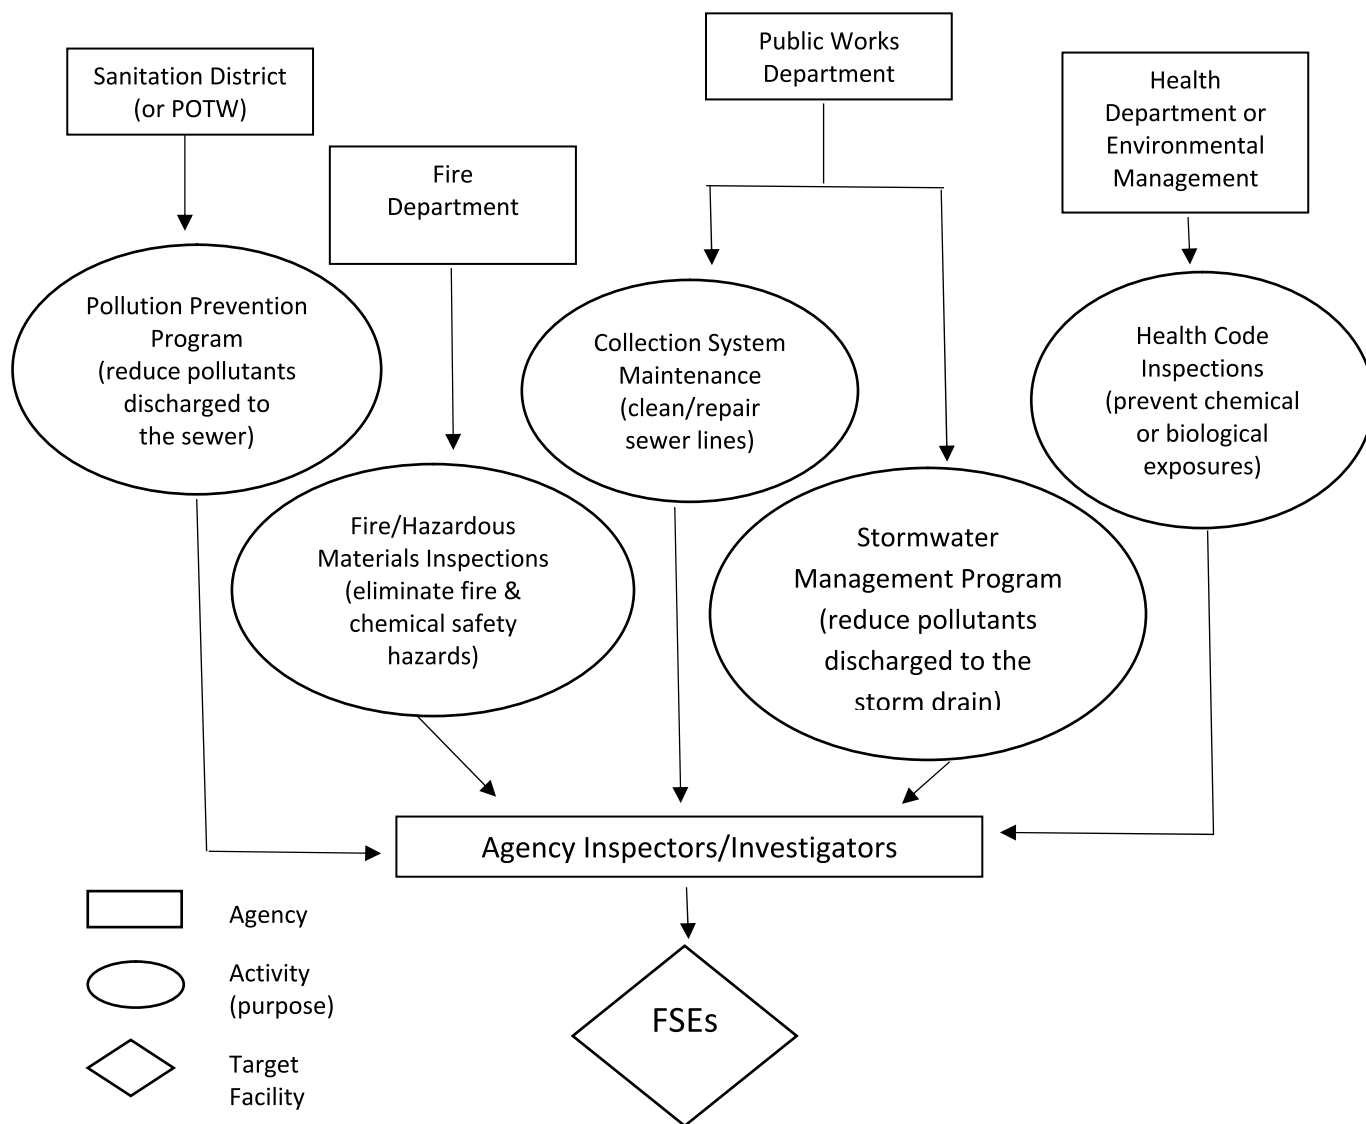 Sanitation District
(or POTW)
Fire
Department
Public Works
Department
Health
Department or
Environmental
Management
Pollution Prevention
Program
(reduce pollutants
discharged to
the sewer)
Fire/Hazardous
Materials Inspections
(eliminate fire &
chemical safety
hazards)
Collection System
Maintenance
(clean/repair
sewer lines)
Stormwater
Management Program
(reduce pollutants
discharged to the
storm drain)
Health Code
Inspections
(prevent chemical
or biological
exposures)
Agency Inspectors/Investigators
FSEs
Agency
Activity
(purpose)
Target
Facility